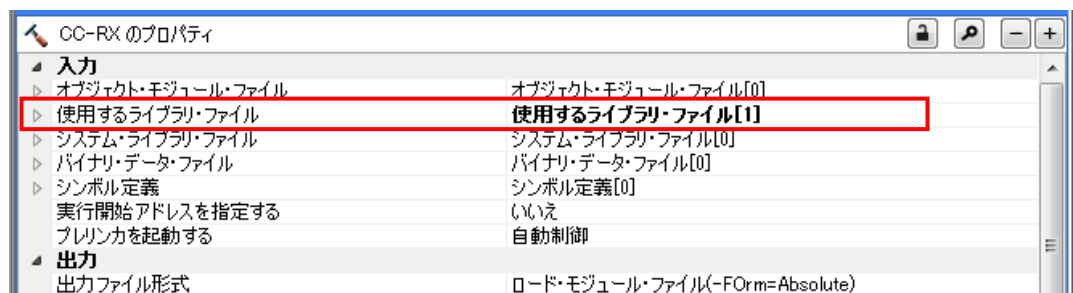 CC-RX のプロパティ
入力
オブジェクト・モジュール・ファイル オブジェクト・モジュール・ファイル[0]
使用するライブラリ・ファイル 使用するライブラリ・ファイル[1]
システム・ライブラリ・ファイル システム・ライブラリ・ファイル[0]
バイナリ・データ・ファイル バイナリ・データ・ファイル[0]
シンボル定義 シンボル定義[0]
実行開始アドレスを指定する いいえ
プレリンカを起動する 自動制御
出力
出力ファイル形式 ロード・モジュール・ファイル(-FOrm=Absolute)